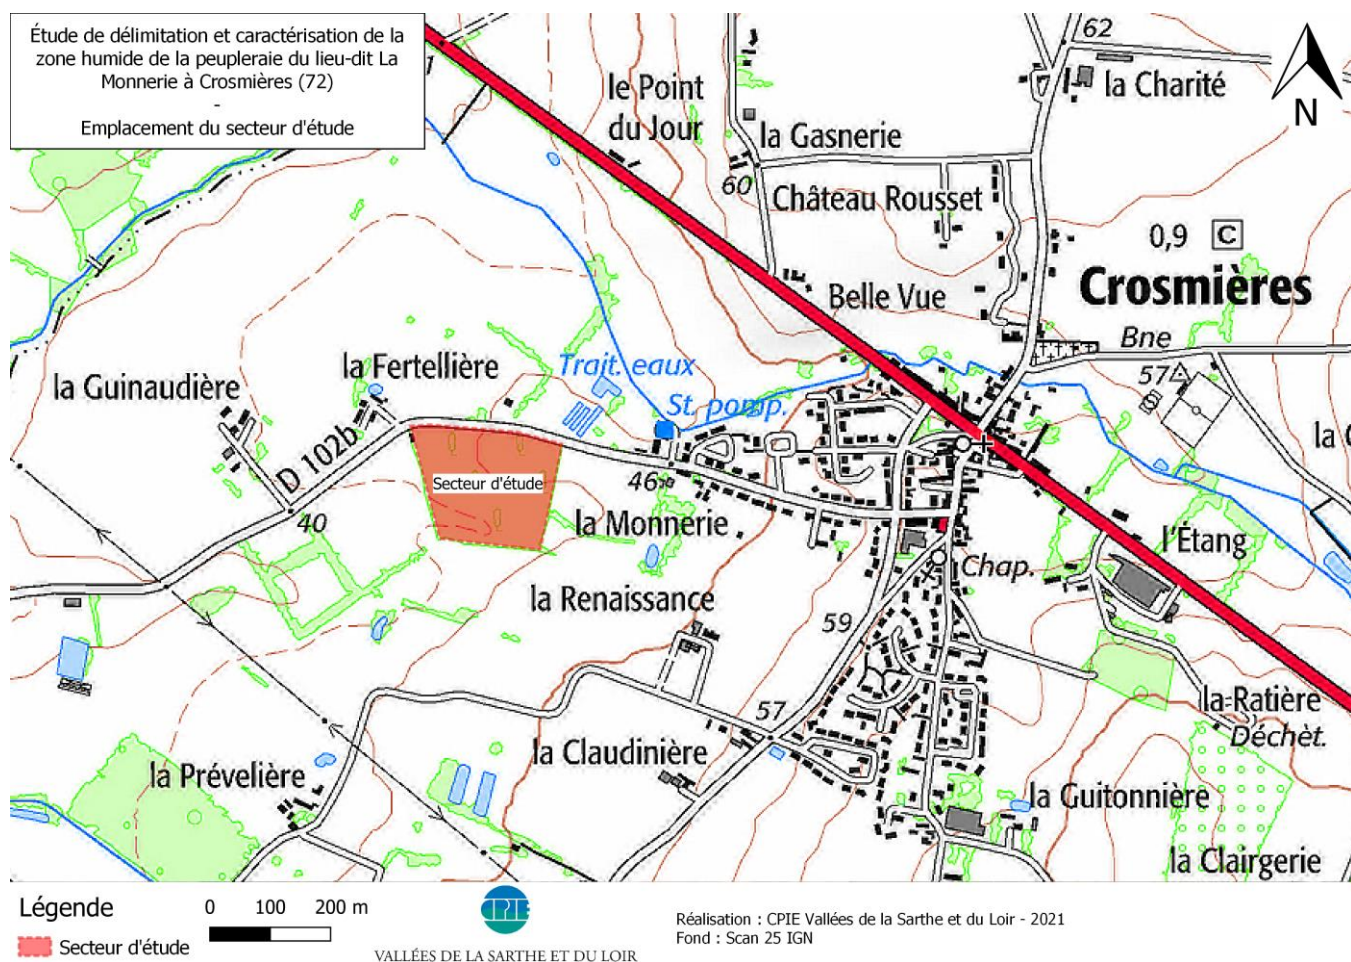 Étude de délimitation et caractérisation de la
zone humide de la peupleraie du lieu-dit La
Monnerie à Crosmières (72)
-
Emplacement du secteur d'étude
62
la Charité
le Point
du Jour
la Gasnerie
N
60
Château Rousset
0,9 C
Crosmières
Belle Vue
Bne
57
la Guinaudière
la Fertellière
Trait. eaux
St. pomp.
D 102b
Secteur d'étude
46
40
la Monnerie
l'Étang
Chap.
la Renaissance
59
57
la Ratière
Déchèt.
la Claudinière
la Prévelière
la Guitonnière
la Clairgerie
Légende
0 100 200 m
Secteur d'étude
CPIE
VALLÉES DE LA SARTHE ET DU LOIR
Réalisation : CPIE Vallées de la Sarthe et du Loir - 2021
Fond : Scan 25 IGN